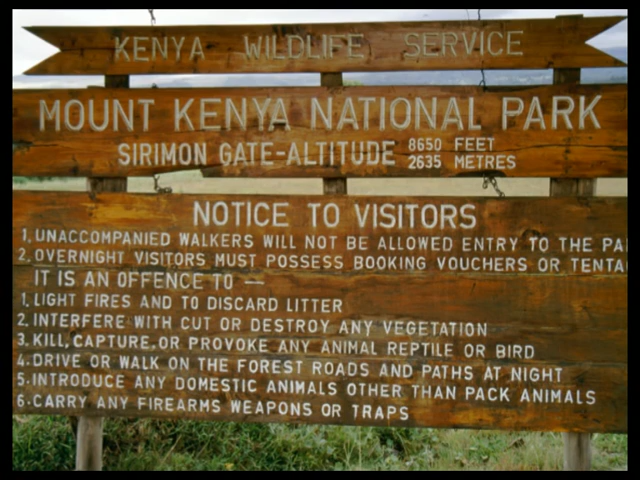 KENYA WILDLIFE SERVICE
MOUNT KENYA NATIONAL PARK
SIRIMON GATE-ALTITUDE 8650 FEET
2635 METRES
NOTICE TO VISITORS
1. UNACCOMPANIED WALKERS WILL NOT BE ALLOWED ENTRY TO THE
2. OVERNIGHT VISITORS MUST POSSESS BOOKING VOUCHERS OR
IT IS AN OFFENCE TO —
1. LIGHT FIRES AND TO DISCARD LITTER
2. INTERFERE WITH CUT OR DESTROY ANY VEGETATION
3. KILL, CAPTURE, OR PROVOKE ANY ANIMAL REPTILE OR BIRD
4. DRIVE OR WALK ON THE FOREST ROADS AND PATHS AT NIGHT
5. INTRODUCE ANY DOMESTIC ANIMALS OTHER THAN PACK ANIMALS
6. CARRY ANY FIREARMS WEAPONS OR TRAPS